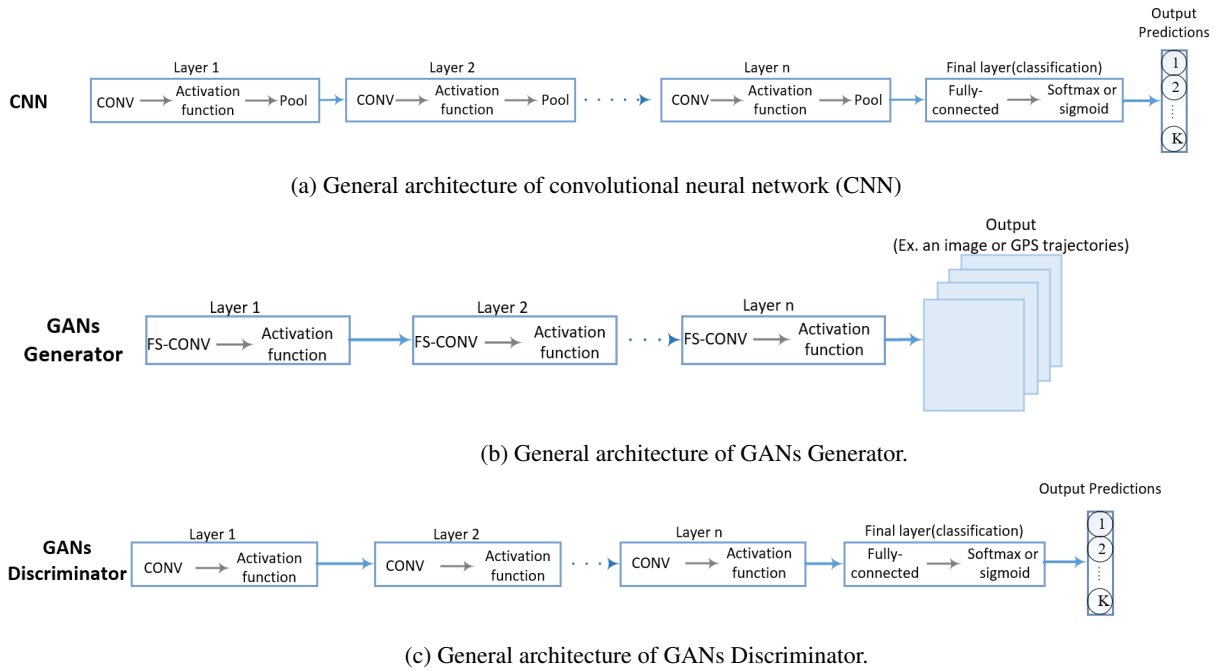 Output
Predictions
Layer 1
Layer 2
Layer n
Final layer(classification)
CNN
CONV
Activation
function
Pool
CONV
Activation
function
Pool
CONV
Activation
function
Pool
Fully-
connected
Softmax or
sigmoid
1
2
K
(a) General architecture of convolutional neural network (CNN)
Output
(Ex. an image or GPS trajectories)
Layer 1
Layer 2
Layer n
GANs
Generator
FS-CONV
Activation
function
FS-CONV
Activation
function
FS-CONV
Activation
function
(b) General architecture of GANs Generator.
Output Predictions
Layer 1
Layer 2
Layer n
Final layer(classification)
GANs
Discriminator
CONV
Activation
function
CONV
Activation
function
CONV
Activation
function
Fully-
connected
Softmax or
sigmoid
1
2
K
(c) General architecture of GANs Discriminator.